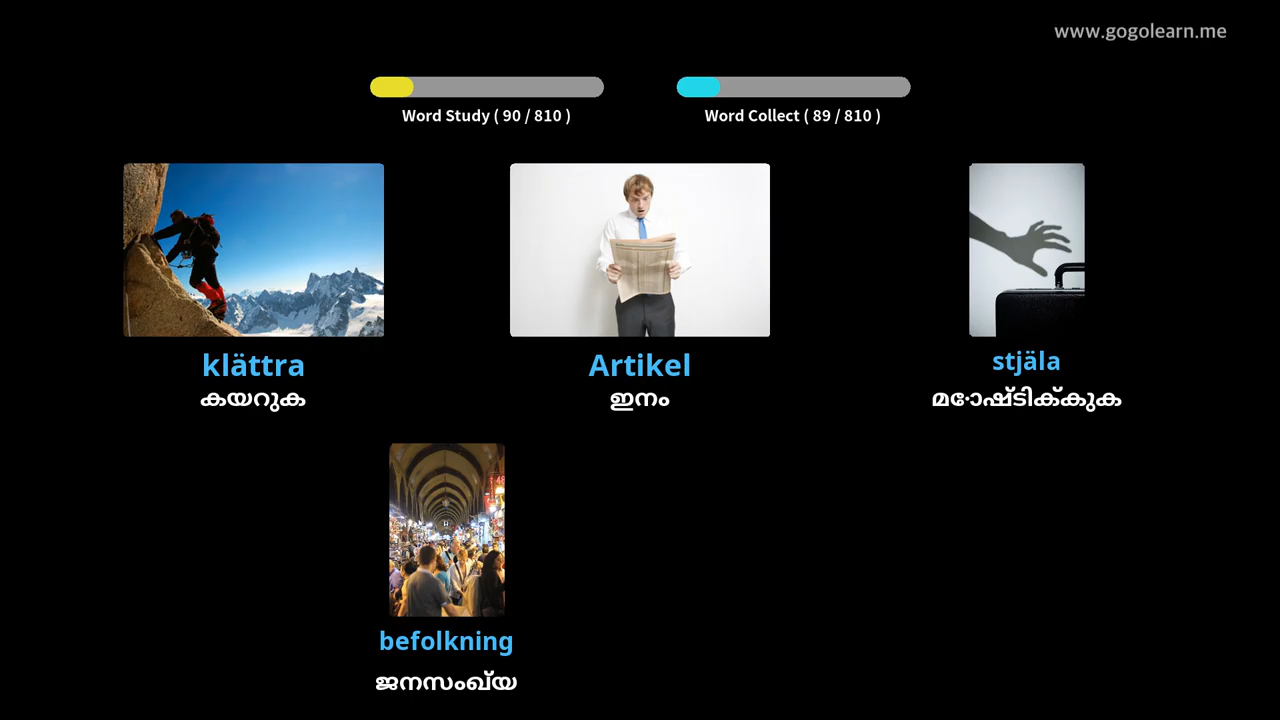 www.gogolearn.me
Word Study ( 90 / 810 )
Word Collect ( 89 / 810 )
klättra
കയറുക
Artikel
ഇനം
stjäla
മോഷ്ടിക്കുക
befolkning
ജനസംഖ്യ